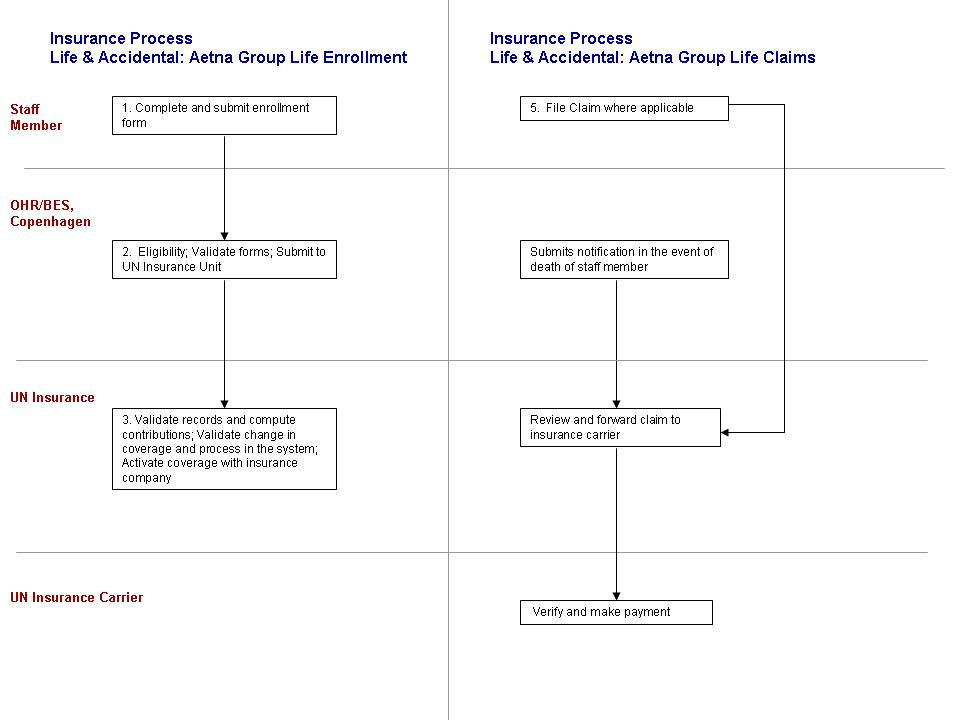 Insurance Process
Life & Accidental: Aetna Group Life Enrollment
Insurance Process
Life & Accidental: Aetna Group Life Claims
Staff
Member
1. Complete and submit enrollment
form
5. File Claim where applicable
OHR/BES,
Copenhagen
2. Eligibility; Validate forms; Submit to
UN Insurance Unit
Submits notification in the event of
death of staff member
UN Insurance
3. Validate records and compute
contributions; Validate change in
coverage and process in the system;
Activate coverage with insurance
company
Review and forward claim to
insurance carrier
UN Insurance Carrier
Verify and make payment